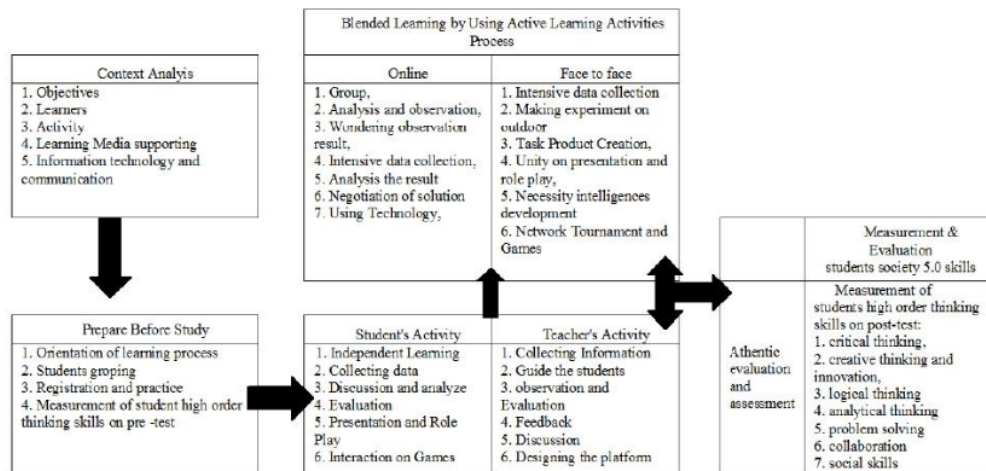 Blended Learning by Using Active Learning Activities
Process
Context Analyis
1. Objectives
2. Learners
3. Activity
4. Learning Media supporting
5. Information technology and
communication
Online
1. Group,
2. Analysis and observation,
3. Wondering observation
result,
4. Intensive data collection,
5. Analysis the result
6. Negotiation of solution
7. Using Technology,
Face to face
1. Intensive data collection
2. Making experiment on
outdoor
3. Task Product Creation,
4. Unity on presentation and
role play,
5. Necessity intelligences
development
6. Network Tournament and
Games
Prepare Before Study
1. Orientation of learning process
2. Students groping
3. Registration and practice
4. Measurement of student high order
thinking skills on pre -test
Student's Activity
1. Independent Learning
2. Collecting data
3. Discussion and analyze
4. Evaluation
5. Presentation and Role
Play
6. Interaction on Games
Teacher's Activity
1. Collecting Information
2. Guide the students
3. observation and
Evaluation
4. Feedback
5. Discussion
6. Designing the platform
Athentic
evaluation
and
assessment
Measurement &
Evaluation
students society 5.0 skills
Measurement of
students high order thinking
skills on post-test:
1. critical thinking,
2. creative thinking and
innovation,
3. logical thinking
4. analytical thinking
5. problem solving
6. collaboration
7. social skills